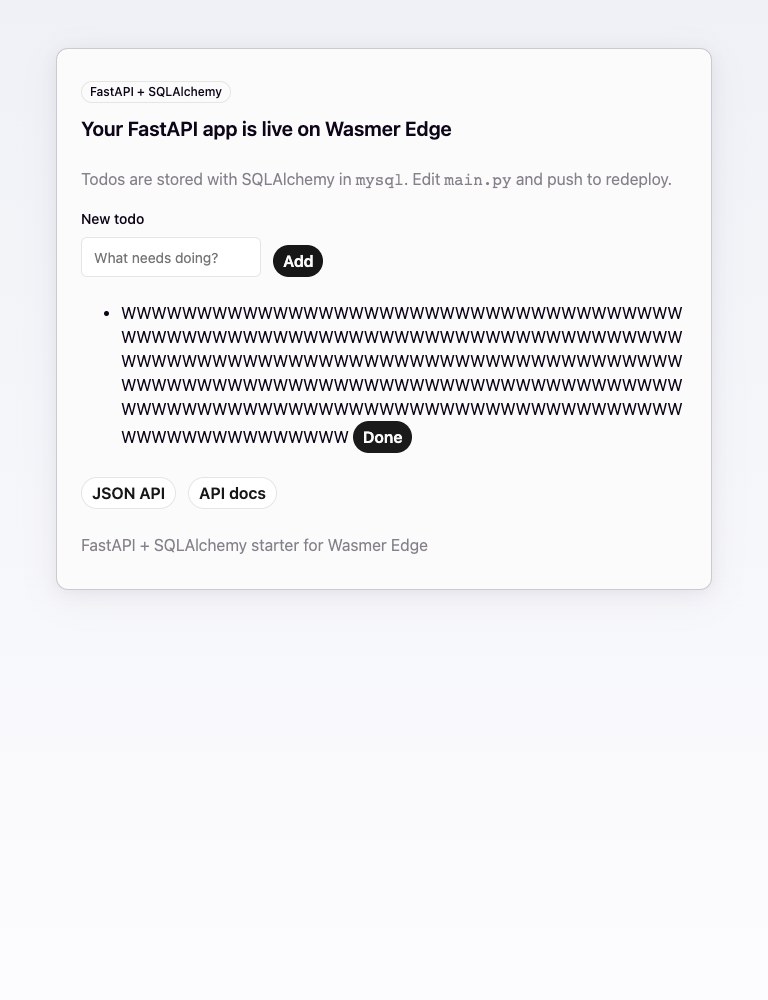 FastAPI + SQLAlchemy
Your FastAPI app is live on Wasmer Edge
Todos are stored with SQLAlchemy in mysql. Edit main.py and push to redeploy.
New todo
What needs doing? Add
WWWWWWWWWWWWWWWWWWWWWWWWWWWWWWWWWWWWW
WWWWWWWWWWWWWWWWWWWWWWWWWWWWWWWWWWWWW
WWWWWWWWWWWWWWWWWWWWWWWWWWWWWWWWWWWWW
WWWWWWWWWWWWWWWWWWWWWWWWWWWWWWWWWWWWW
WWWWWWWWWWWWWWWWWWWWWWWWWWWWWWWWWWWWW
WWWWWWWWWWWWWWW Done
JSON API API docs
FastAPI + SQLAlchemy starter for Wasmer Edge